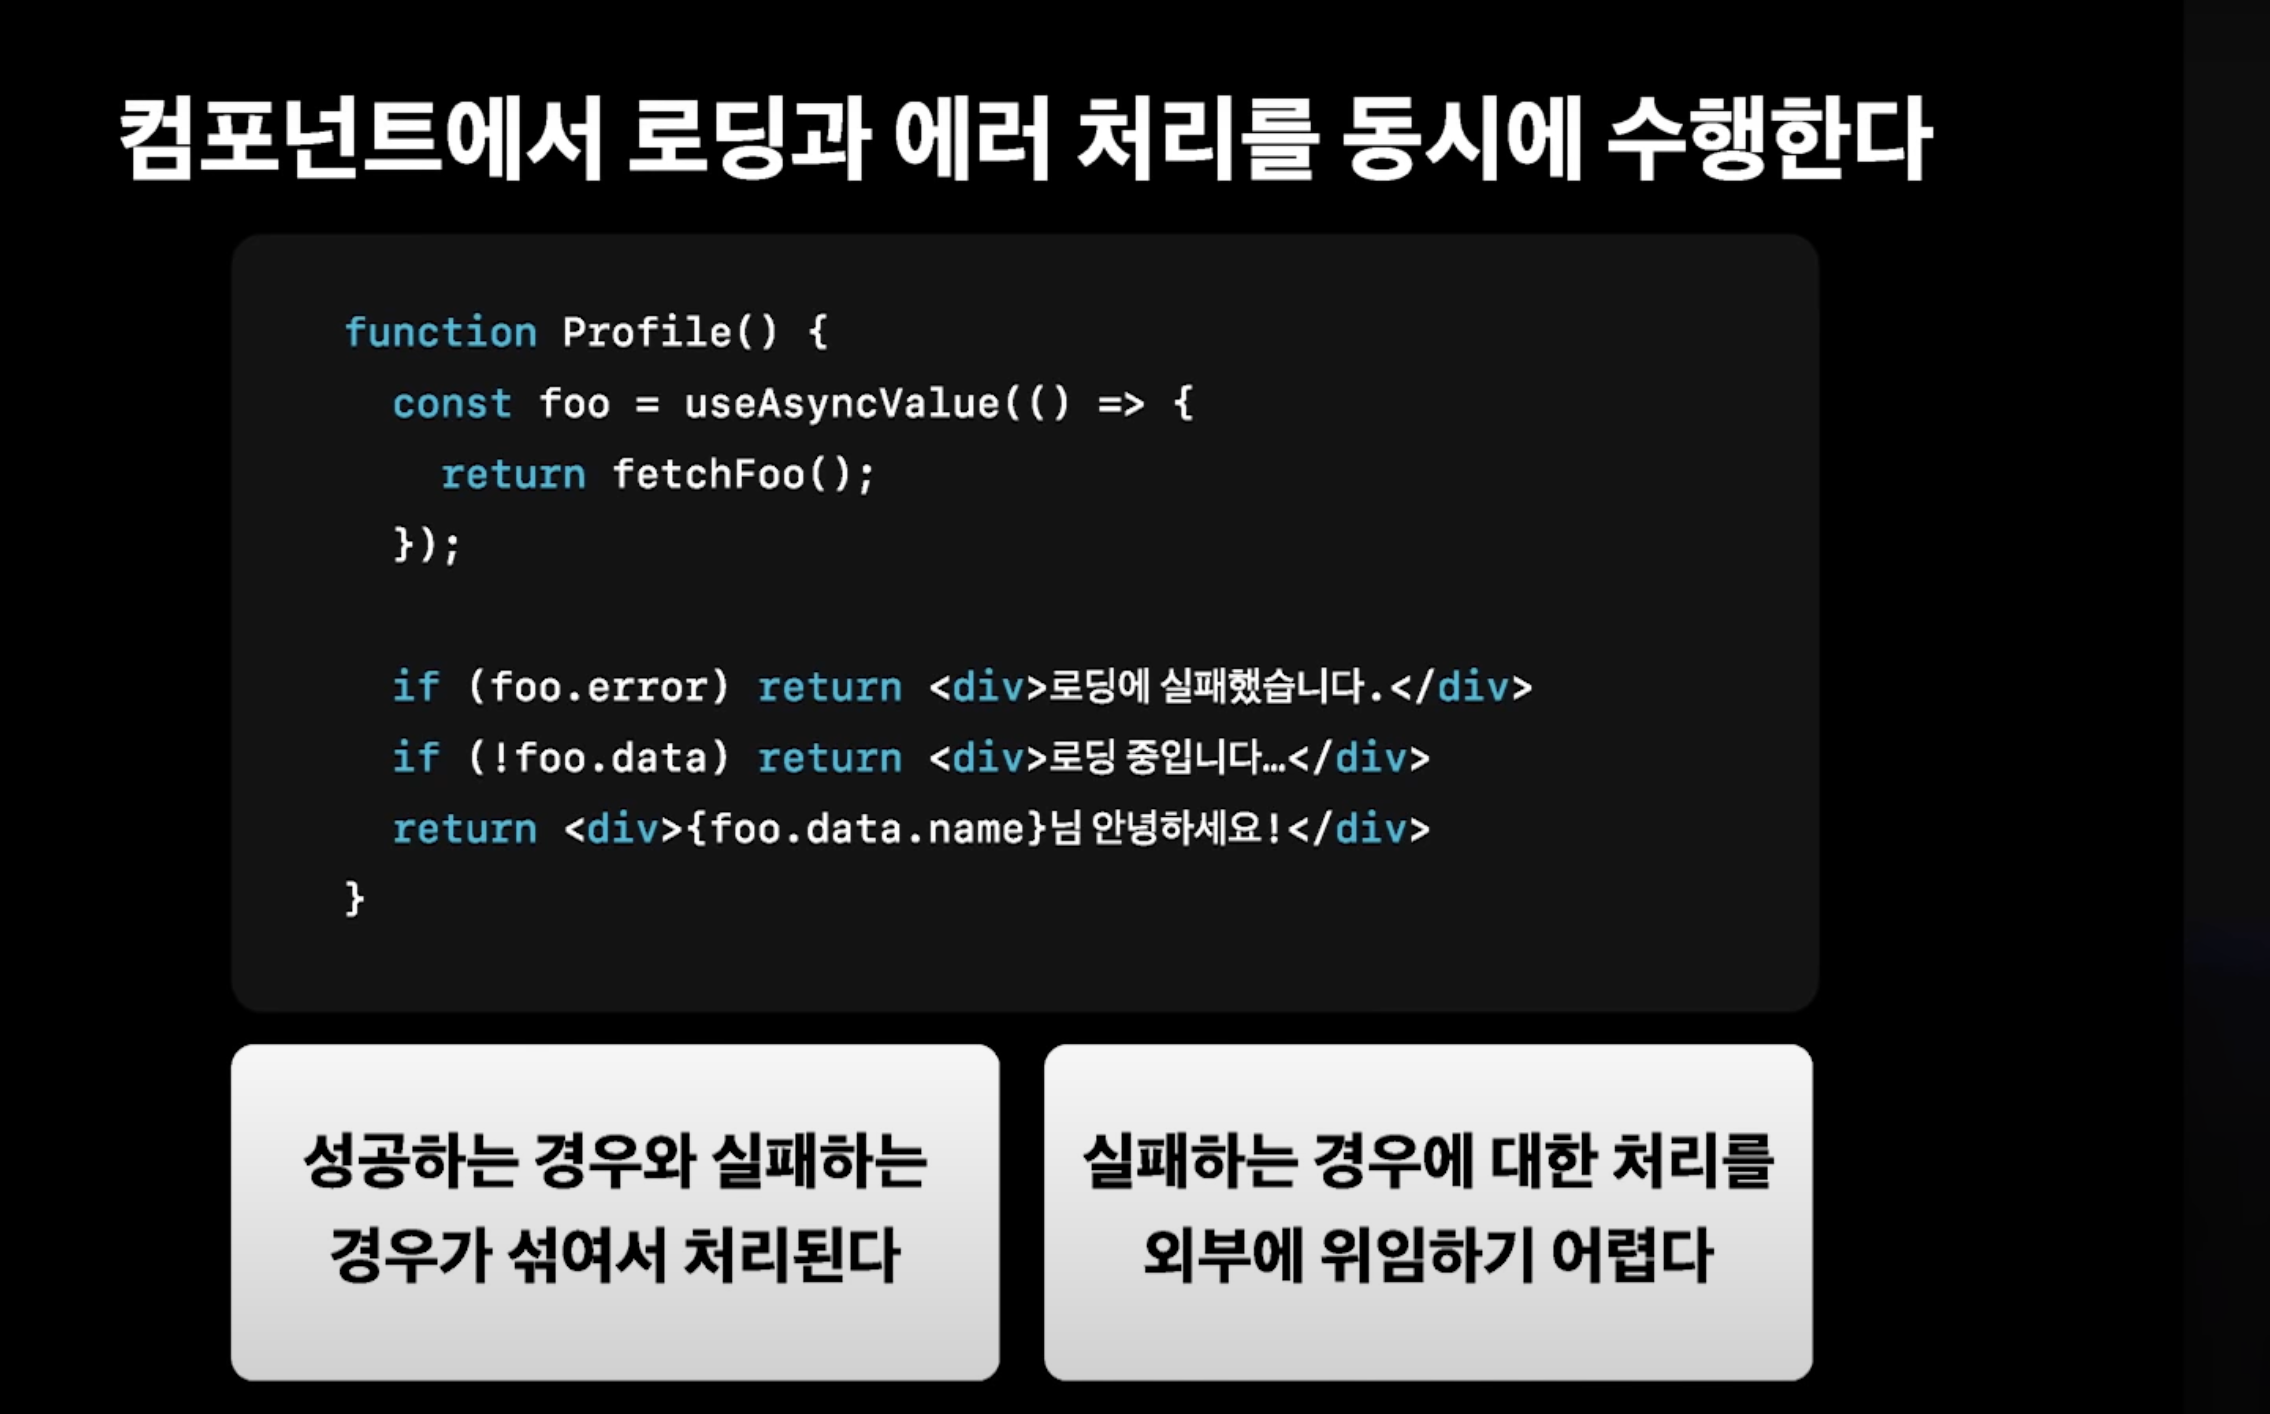 컴포넌트에서 로딩과 에러 처리를 동시에 수행한다
function Profile() {
  const foo = useAsyncValue(() => {
    return fetchFoo();
  });

  if (foo.error) return <div>로딩에 실패했습니다.</div>
  if (!foo.data) return <div>로딩 중입니다…</div>
  return <div>{foo.data.name}님 안녕하세요!</div>
}
성공하는 경우와 실패하는
경우가 섞여서 처리된다
실패하는 경우에 대한 처리를
외부에 위임하기 어렵다